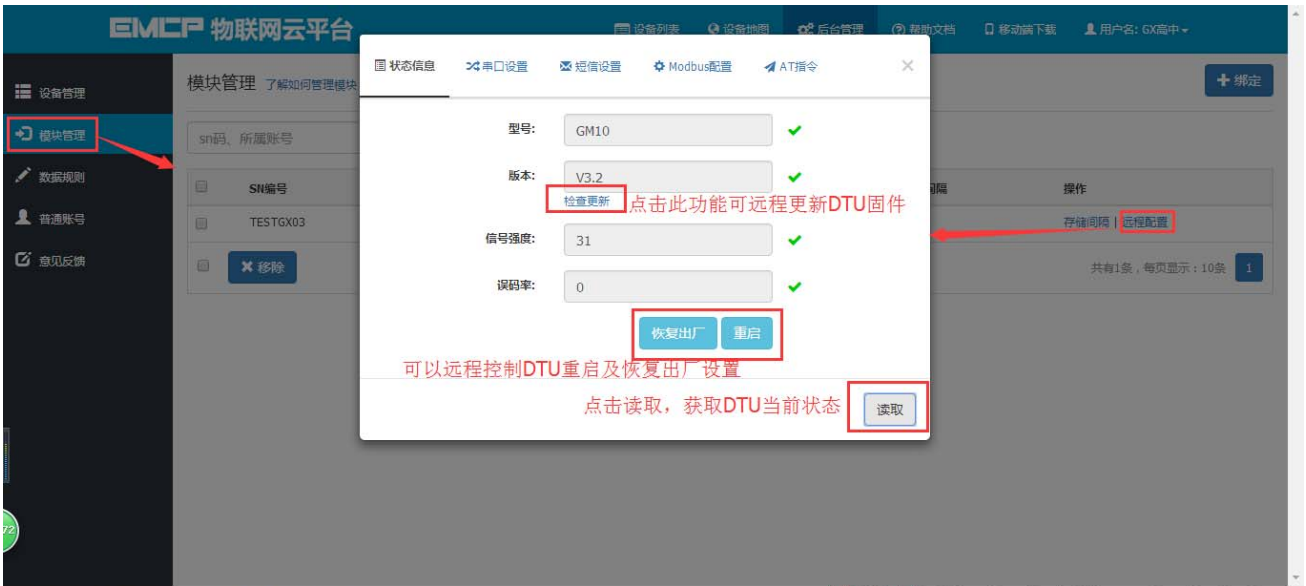 EMCP 物联网云平台
设备列表 设备地图 后台管理 帮助文档 移动端下载 用户名: GX高中
设备管理
模块管理
数据规则
普通账号
意见反馈
模块管理 了解如何管理模块
绑定
sn码、所属账号
SN编号 间隔 操作
TESTGX03 存储间隔 | 远程配置
移除 共有1条，每页显示：10条 1
状态信息 串口设置 短信设置 Modbus配置 AT指令 ×
型号: GM10
版本: V3.2
检查更新 点击此功能可远程更新DTU固件
信号强度: 31
误码率: 0
恢复出厂 重启
可以远程控制DTU重启及恢复出厂设置
点击读取，获取DTU当前状态 读取
72